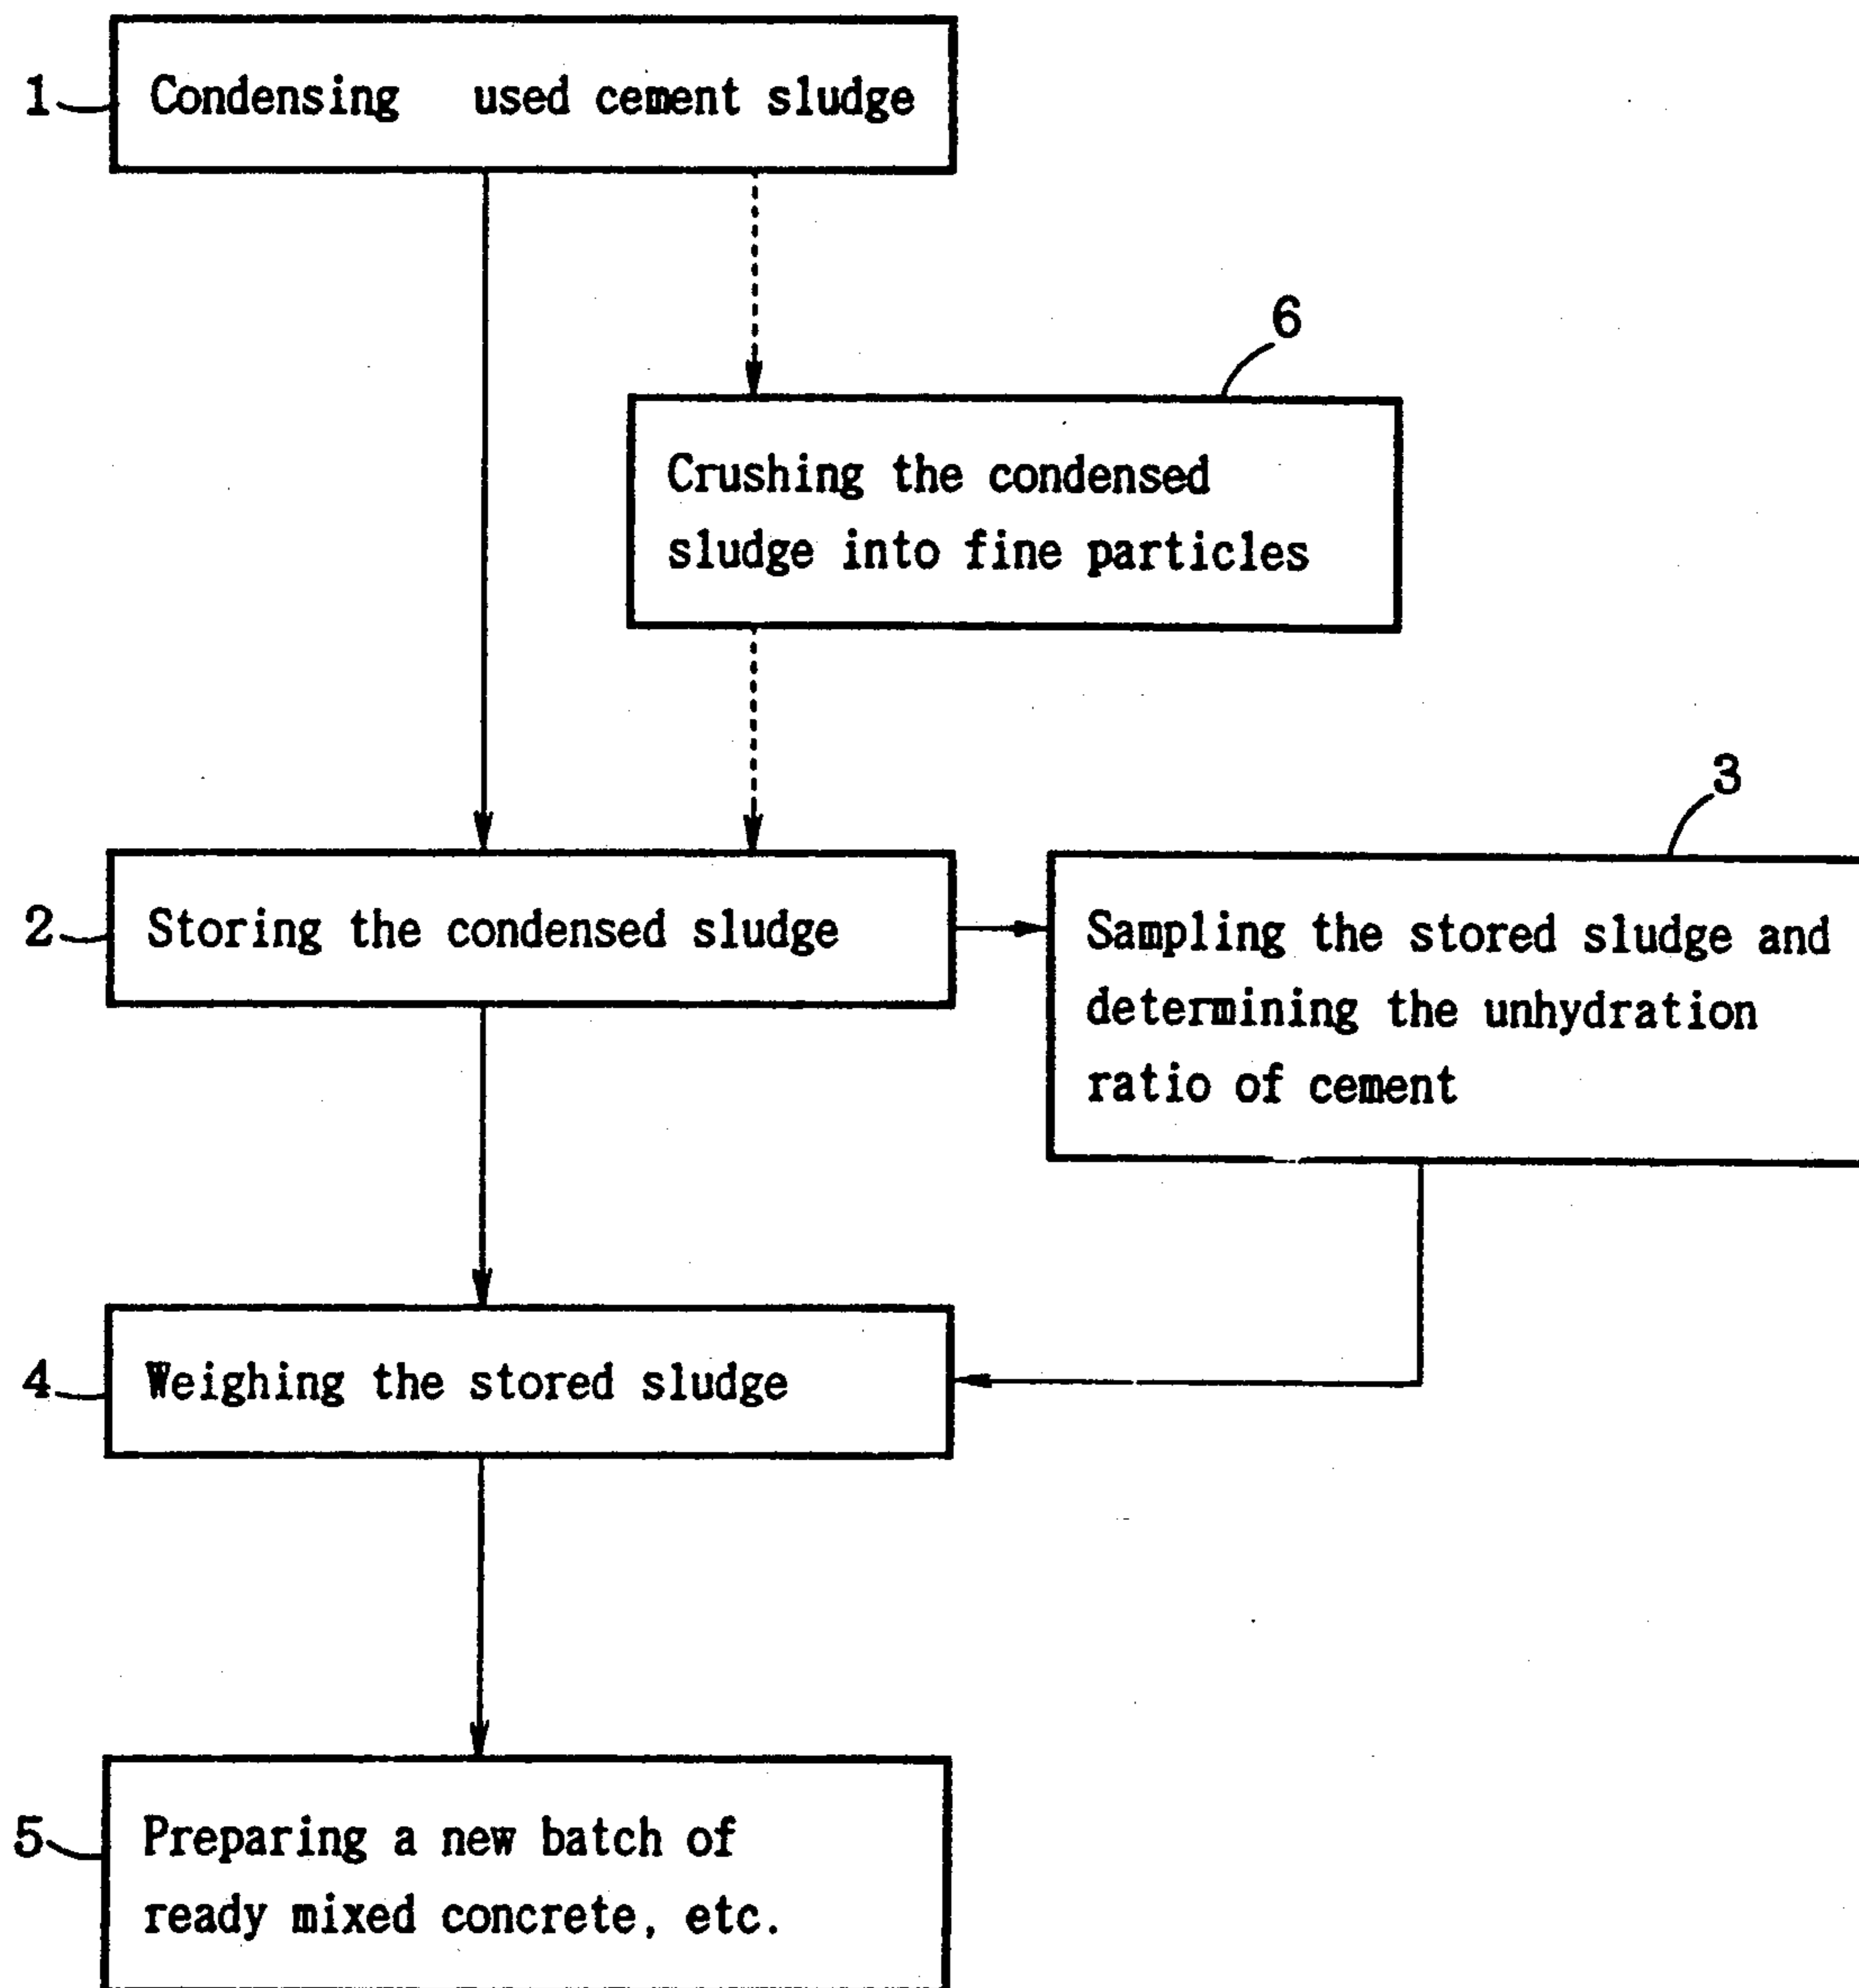 1
Condensing used cement sludge
6
Crushing the condensed
sludge into fine particles
3
2
Storing the condensed sludge
Sampling the stored sludge and
determining the unhydration
ratio of cement
4
Weighing the stored sludge
5
Preparing a new batch of
ready mixed concrete, etc.